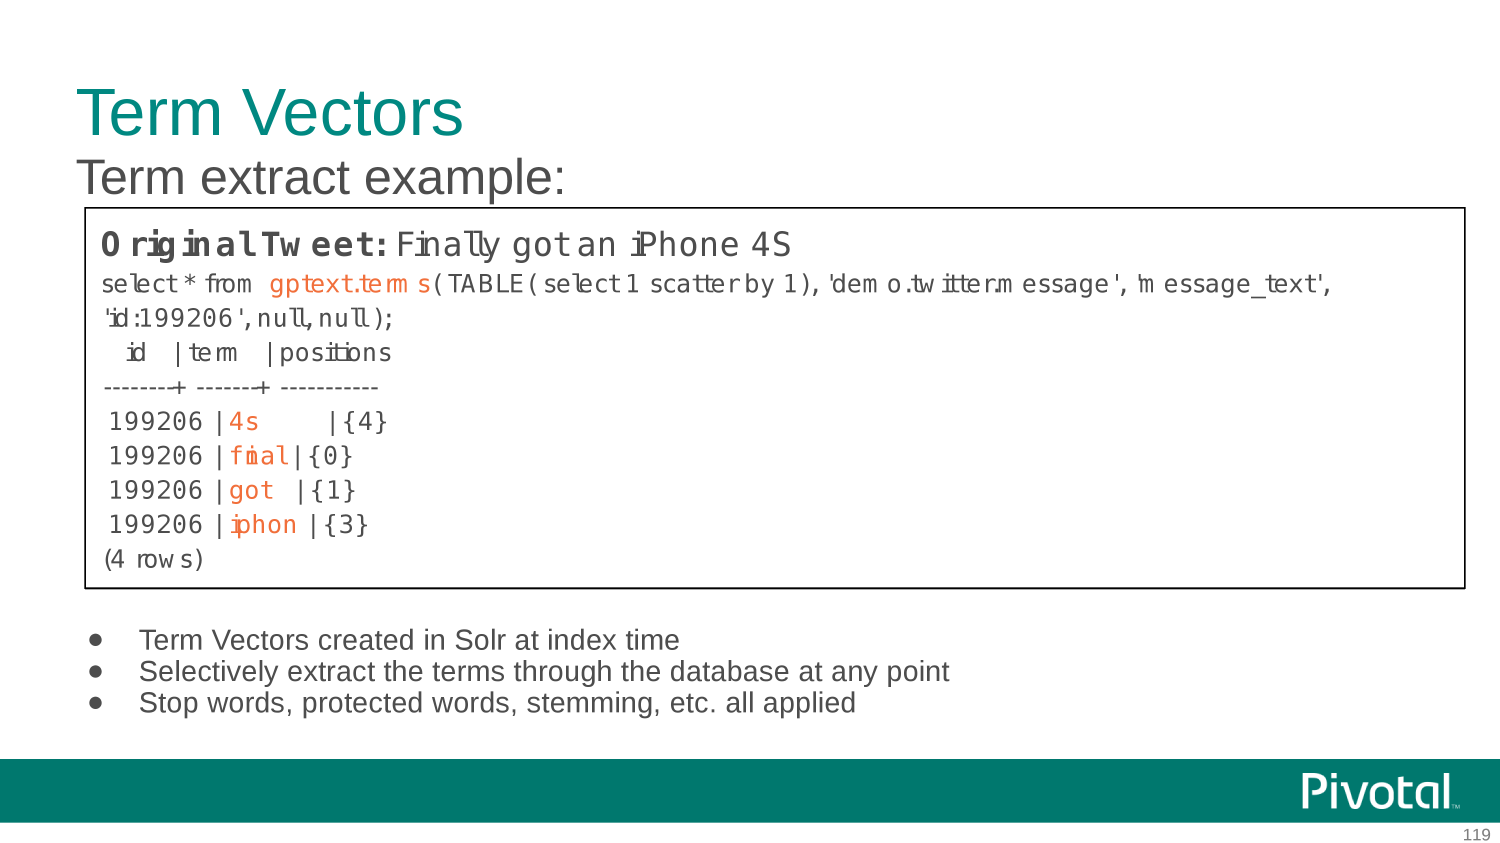 Term Vectors
Term extract example:
Original Tweet: Finally got an iPhone 4S
select * from gptext.terms(TABLE(select 1 scatter by 1), 'demo.twitter.message', 'message_text',
'id:199206', null, null );
id | term | positions
--------+-------+-----------
199206 | 4s | {4}
199206 | final | {0}
199206 | got | {1}
199206 | iphon | {3}
(4 rows)
● Term Vectors created in Solr at index time
● Selectively extract the terms through the database at any point
● Stop words, protected words, stemming, etc. all applied
Pivotal™
119